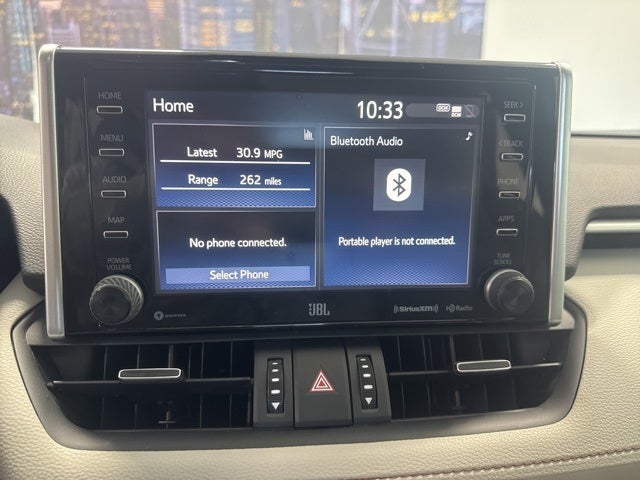 HOME
MENU
AUDIO
MAP
POWER
VOLUME
Home
10:33
DCM
DCM
Latest 30.9 MPG
Range 262 miles
No phone connected.
Select Phone
Bluetooth Audio
Portable player is not connected.
SEEK >
< TRACK
PHONE
APPS
TUNE
SCROLL
JBL
((SiriusXM))
HD Radio